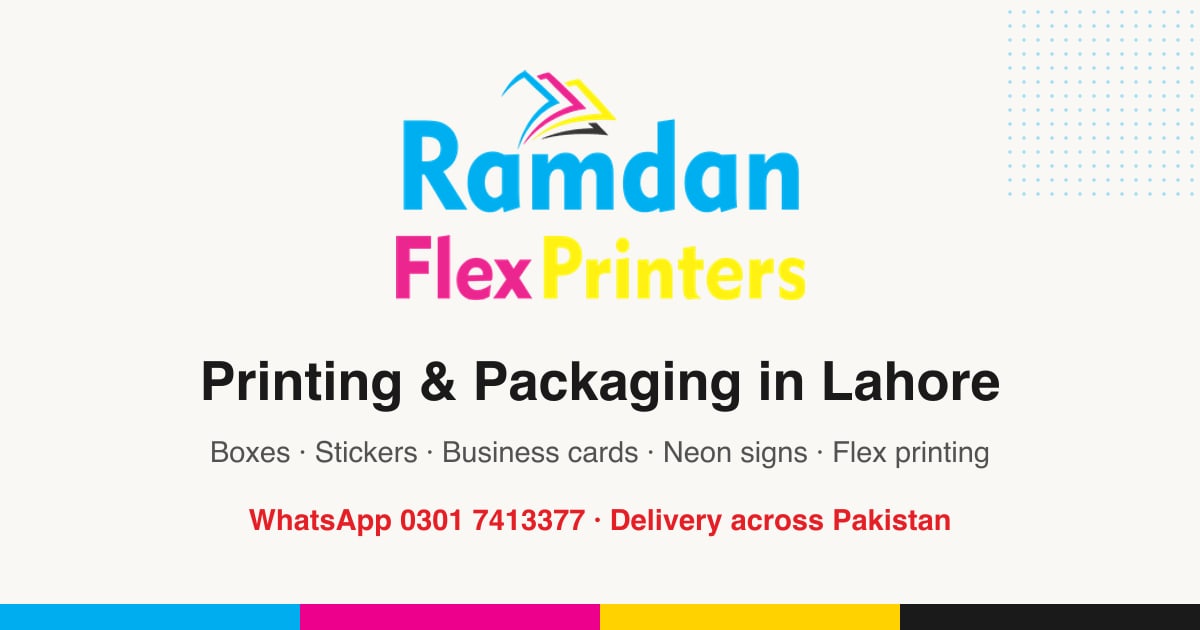 Ramdan
Flex Printers
Printing & Packaging in Lahore
Boxes · Stickers · Business cards · Neon signs · Flex printing
WhatsApp 0301 7413377 · Delivery across Pakistan